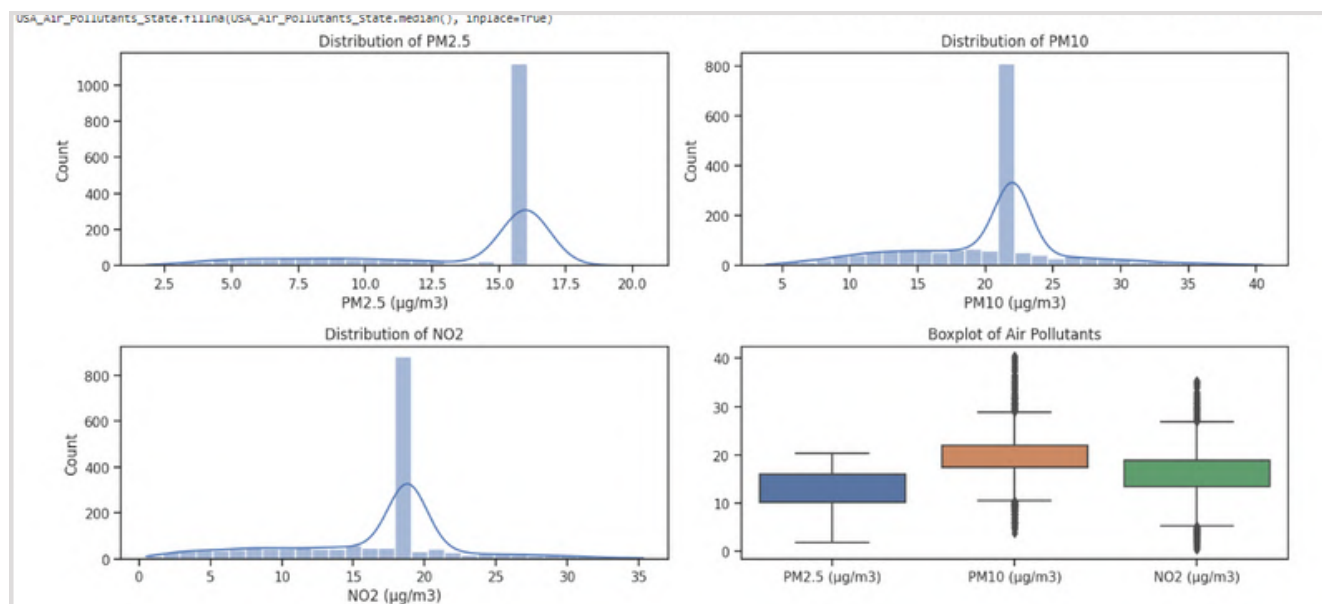 USA_Air_Pollutants_State.fillna(USA_Air_Pollutants_State.median(), inplace=True)
Distribution of PM2.5
Count
1000
800
600
400
200
0
2.5 5.0 7.5 10.0 12.5 15.0 17.5 20.0
PM2.5 (µg/m3)
Distribution of PM10
Count
800
600
400
200
0
5 10 15 20 25 30 35 40
PM10 (µg/m3)
Distribution of NO2
Count
800
600
400
200
0
0 5 10 15 20 25 30 35
NO2 (µg/m3)
Boxplot of Air Pollutants
40
30
20
10
0
PM2.5 (µg/m3) PM10 (µg/m3) NO2 (µg/m3)